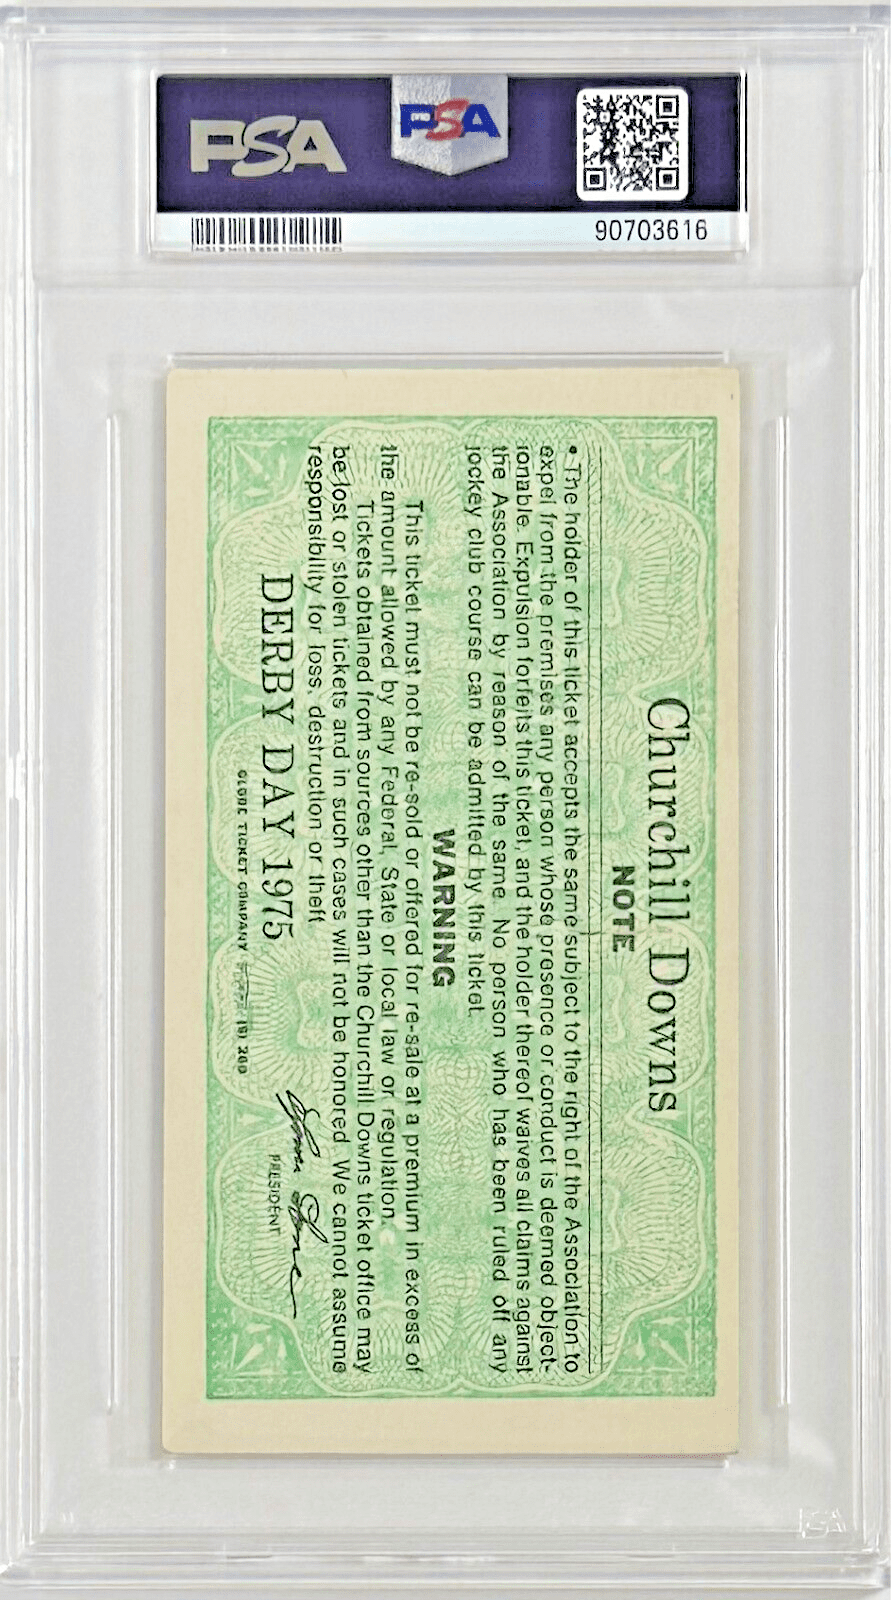 PSA
PSA
90703616
Churchill Downs
NOTE
• The holder of this ticket accepts the same subject to the right of the Association to
expel from the premises any person whose presence or conduct is deemed object-
ionable. Expulsion forfeits this ticket, and the holder thereof waives all claims against
the Association by reason of the same. No person who has been ruled off any
jockey club course can be admitted by this ticket.
WARNING
This ticket must not be re-sold or offered for re-sale at a premium in excess of
the amount allowed by any Federal, State or local law or regulation.
Tickets obtained from sources other than the Churchill Downs ticket office may
be lost or stolen tickets and in such cases will not be honored. We cannot assume
responsibility for loss, destruction or theft.
DERBY DAY 1975
PRESIDENT
GLOBE TICKET COMPANY
PSA